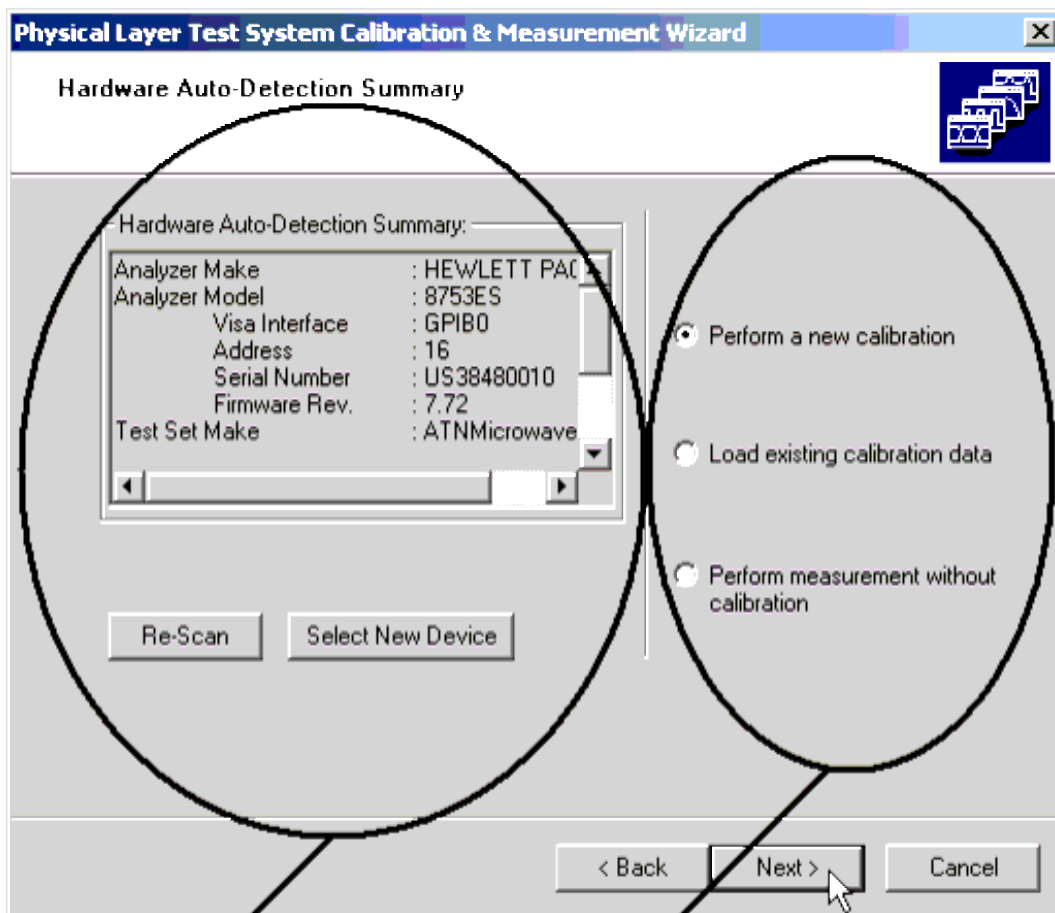 Physical Layer Test System Calibration & Measurement Wizard
Hardware Auto-Detection Summary
Hardware Auto-Detection Summary:
Analyzer Make : HEWLETT PAC
Analyzer Model : 8753ES
Visa Interface : GPIB0
Address : 16
Serial Number : US38480010
Firmware Rev. : 7.72
Test Set Make : ATNMicrowave
Re-Scan
Select New Device
Perform a new calibration
Load existing calibration data
Perform measurement without
calibration
< Back
Next >
Cancel